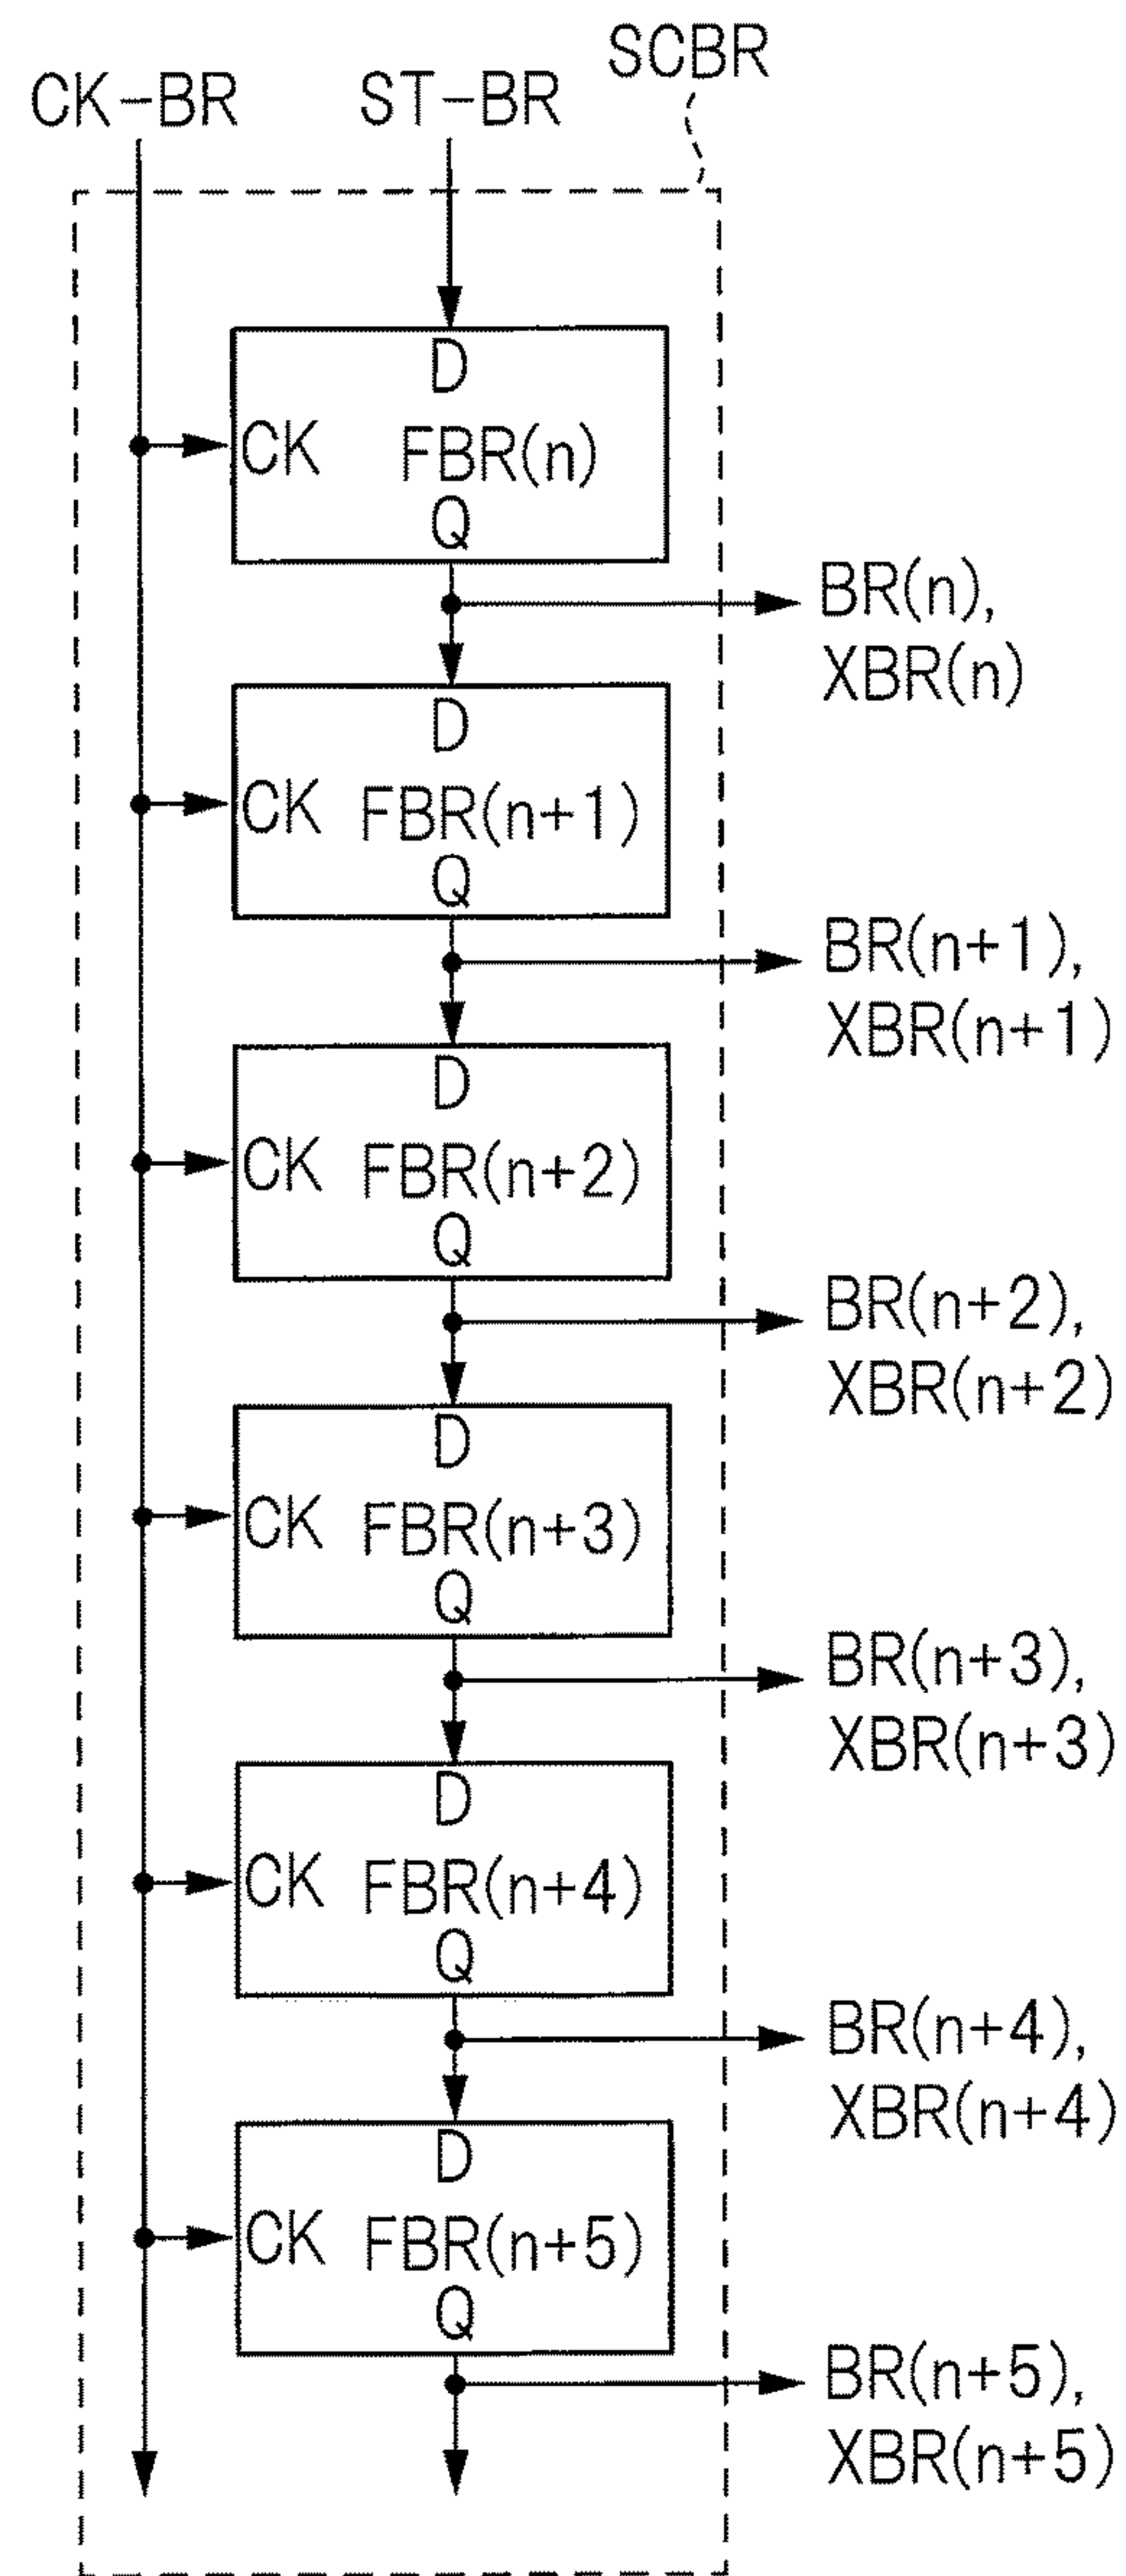 SCBR
CK-BR
ST-BR
D
CK
FBR(n)
Q
BR(n),
XBR(n)
D
CK
FBR(n+1)
Q
BR(n+1),
XBR(n+1)
D
CK
FBR(n+2)
Q
BR(n+2),
XBR(n+2)
D
CK
FBR(n+3)
Q
BR(n+3),
XBR(n+3)
D
CK
FBR(n+4)
Q
BR(n+4),
XBR(n+4)
D
CK
FBR(n+5)
Q
BR(n+5),
XBR(n+5)